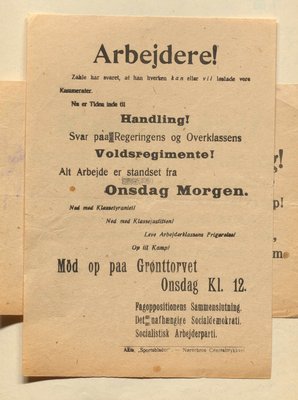 Arbejdere!
Zahle har svaret, at han hverken kan eller vil løslade vore
Kammerater.
Nu er Tiden inde til
Handling!
Svar paa Regeringens og Overklassens
Voldsregimente!
Alt Arbejde er standset fra
Onsdag Morgen.
Ned med Klassetyranniet!
Ned med Klassejustitien!
Leve Arbejderklassens Frigørelse!
Op til Kamp!
Mød op paa Grønttorvet
Onsdag Kl. 12.
Fagoppositionens Sammenslutning.
Det uafhængige Socialdemokrati.
Socialistisk Arbejderparti.
Centraltrykkeri